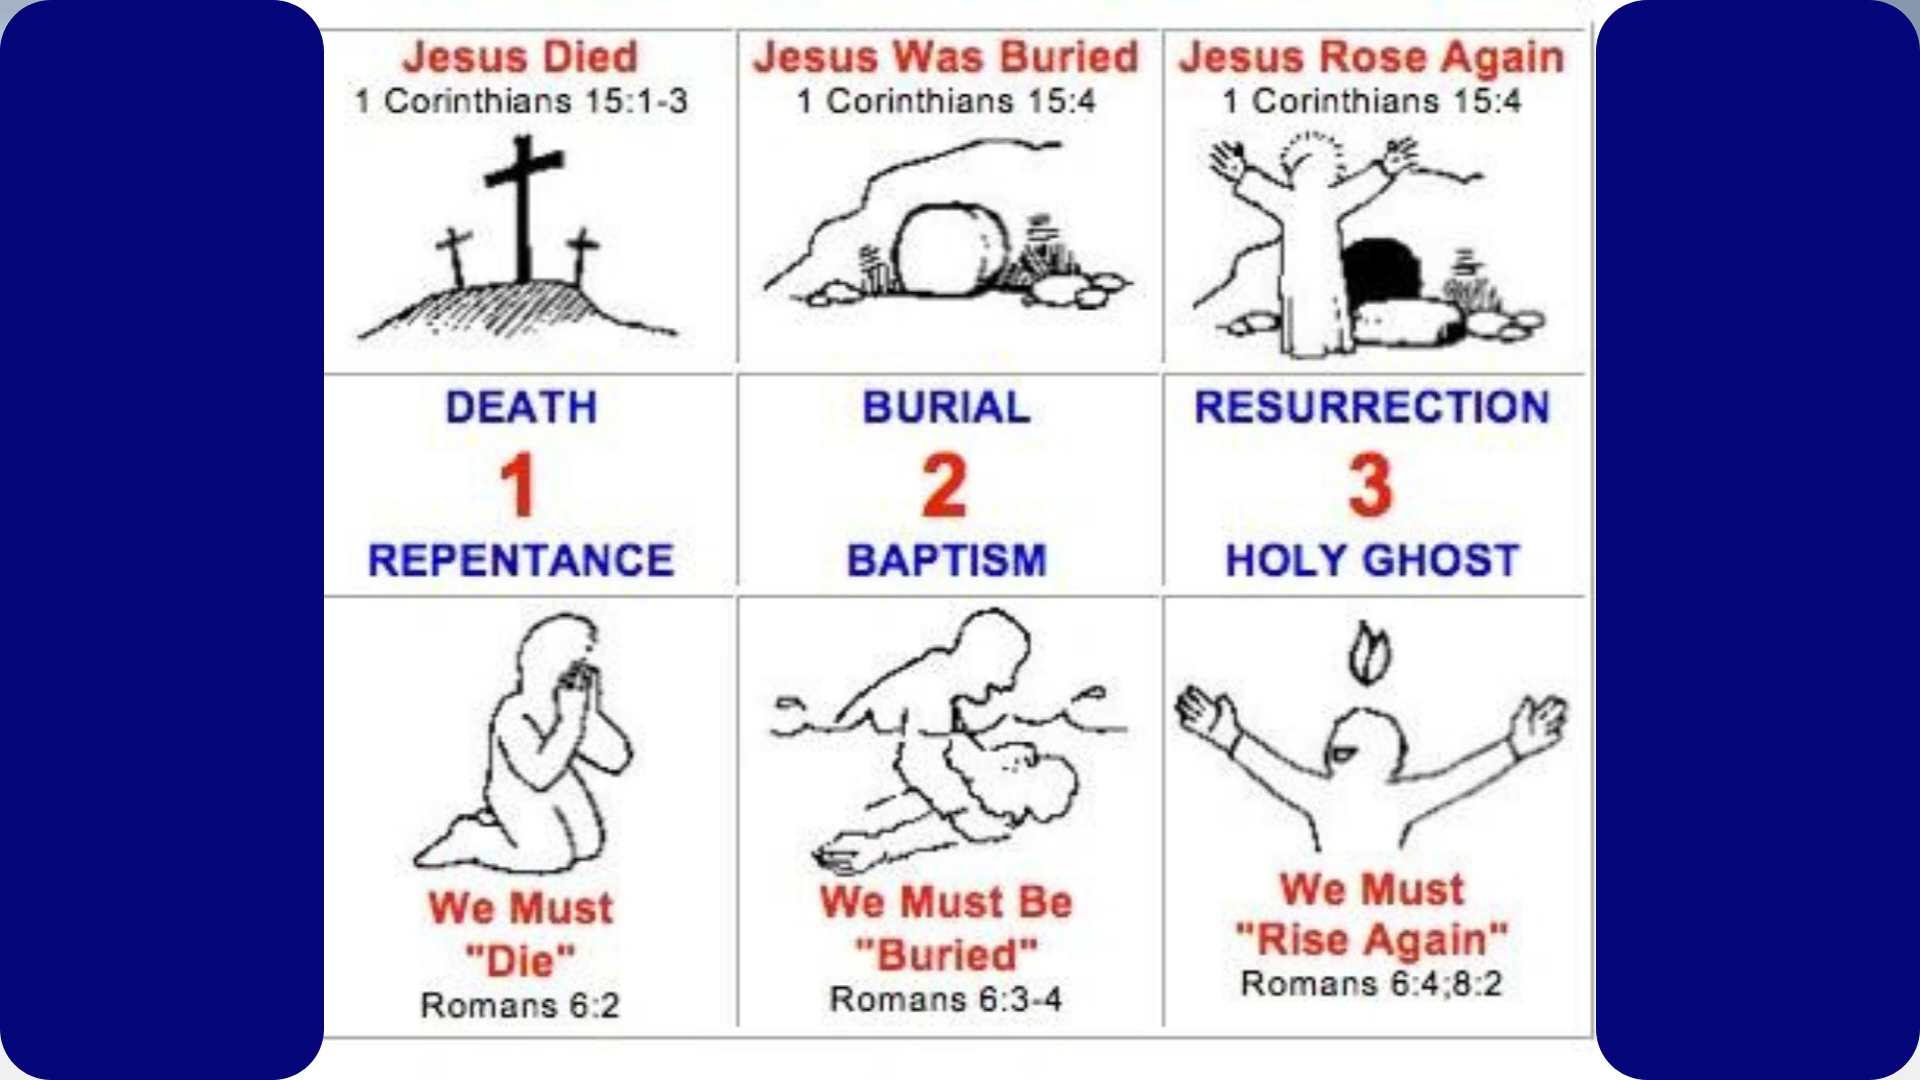 Jesus Died
1 Corinthians 15:1-3
Jesus Was Buried
1 Corinthians 15:4
Jesus Rose Again
1 Corinthians 15:4
DEATH
1
REPENTANCE
BURIAL
2
BAPTISM
RESURRECTION
3
HOLY GHOST
We Must
"Die"
Romans 6:2
We Must Be
"Buried"
Romans 6:3-4
We Must
"Rise Again"
Romans 6:4;8:2